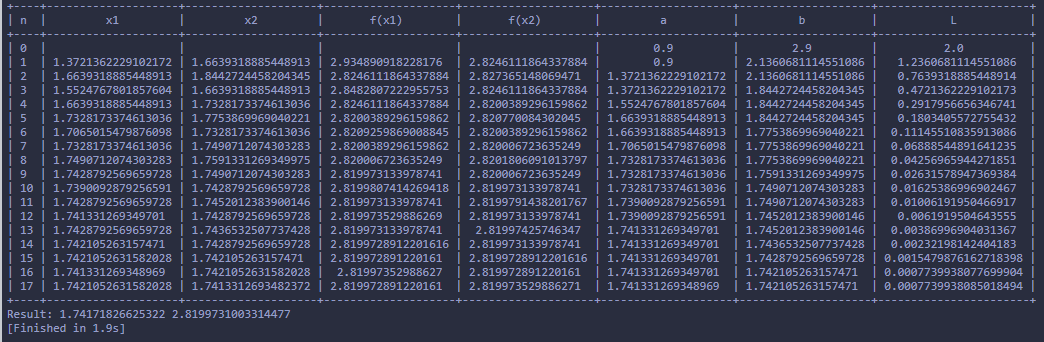 | n | x1 | x2 | f(x1) | f(x2) | a | b | L |
| 0 | | | | | 0.9 | 2.9 | 2.0 |
| 1 | 1.3721362229102172 | 1.6639318885448913 | 2.934890918228176 | 2.8246111864337884 | 0.9 | 2.1360681114551086 | 1.2360681114551086 |
| 2 | 1.6639318885448913 | 1.8442724458204345 | 2.8246111864337884 | 2.827365148069471 | 1.3721362229102172 | 2.1360681114551086 | 0.7639318885448914 |
| 3 | 1.5524767801857604 | 1.6639318885448913 | 2.8482807222955753 | 2.8246111864337884 | 1.3721362229102172 | 1.8442724458204345 | 0.4721362229102173 |
| 4 | 1.6639318885448913 | 1.7328173374613036 | 2.8246111864337884 | 2.8200389296159862 | 1.5524767801857604 | 1.8442724458204345 | 0.2917956656346741 |
| 5 | 1.7328173374613036 | 1.7753869969040221 | 2.8200389296159862 | 2.820770084302045 | 1.6639318885448913 | 1.8442724458204345 | 0.1803405572755432 |
| 6 | 1.7065015479876098 | 1.7328173374613036 | 2.8209259869008845 | 2.8200389296159862 | 1.6639318885448913 | 1.7753869969040221 | 0.11145510835913086 |
| 7 | 1.7328173374613036 | 1.7490712074303283 | 2.8200389296159862 | 2.820006723635249 | 1.7065015479876098 | 1.7753869969040221 | 0.06888544891641235 |
| 8 | 1.7490712074303283 | 1.7591331269349975 | 2.820006723635249 | 2.8201806091013797 | 1.7328173374613036 | 1.7753869969040221 | 0.04256965944271851 |
| 9 | 1.7428792569659728 | 1.7490712074303283 | 2.819973133978741 | 2.820006723635249 | 1.7328173374613036 | 1.7591331269349975 | 0.02631578947369384 |
| 10 | 1.7390092879256591 | 1.7428792569659728 | 2.8199807414269418 | 2.819973133978741 | 1.7328173374613036 | 1.7490712074303283 | 0.01625386996902467 |
| 11 | 1.7428792569659728 | 1.7452012383900146 | 2.819973133978741 | 2.8199791438201767 | 1.7390092879256591 | 1.7490712074303283 | 0.01006191950466917 |
| 12 | 1.741331269349701 | 1.7428792569659728 | 2.819973529886269 | 2.819973133978741 | 1.7390092879256591 | 1.7452012383900146 | 0.0061919504643555 |
| 13 | 1.7428792569659728 | 1.7436532507737428 | 2.819973133978741 | 2.81997425746347 | 1.741331269349701 | 1.7452012383900146 | 0.00386996904031367 |
| 14 | 1.742105263157471 | 1.7428792569659728 | 2.8199728912201616 | 2.819973133978741 | 1.741331269349701 | 1.7436532507737428 | 0.00232198142404183 |
| 15 | 1.7421052631582028 | 1.742105263157471 | 2.819972891220161 | 2.8199728912201616 | 1.741331269349701 | 1.7428792569659728 | 0.0015479876162718398 |
| 16 | 1.741331269348969 | 1.7421052631582028 | 2.81997352988627 | 2.819972891220161 | 1.741331269349701 | 1.742105263157471 | 0.0007739938077699904 |
| 17 | 1.7421052631582028 | 1.7413312693482372 | 2.819972891220161 | 2.819973529886271 | 1.741331269348969 | 1.742105263157471 | 0.0007739938085018494 |
Result: 1.74171826625322 2.8199731003314477
[Finished in 1.9s]